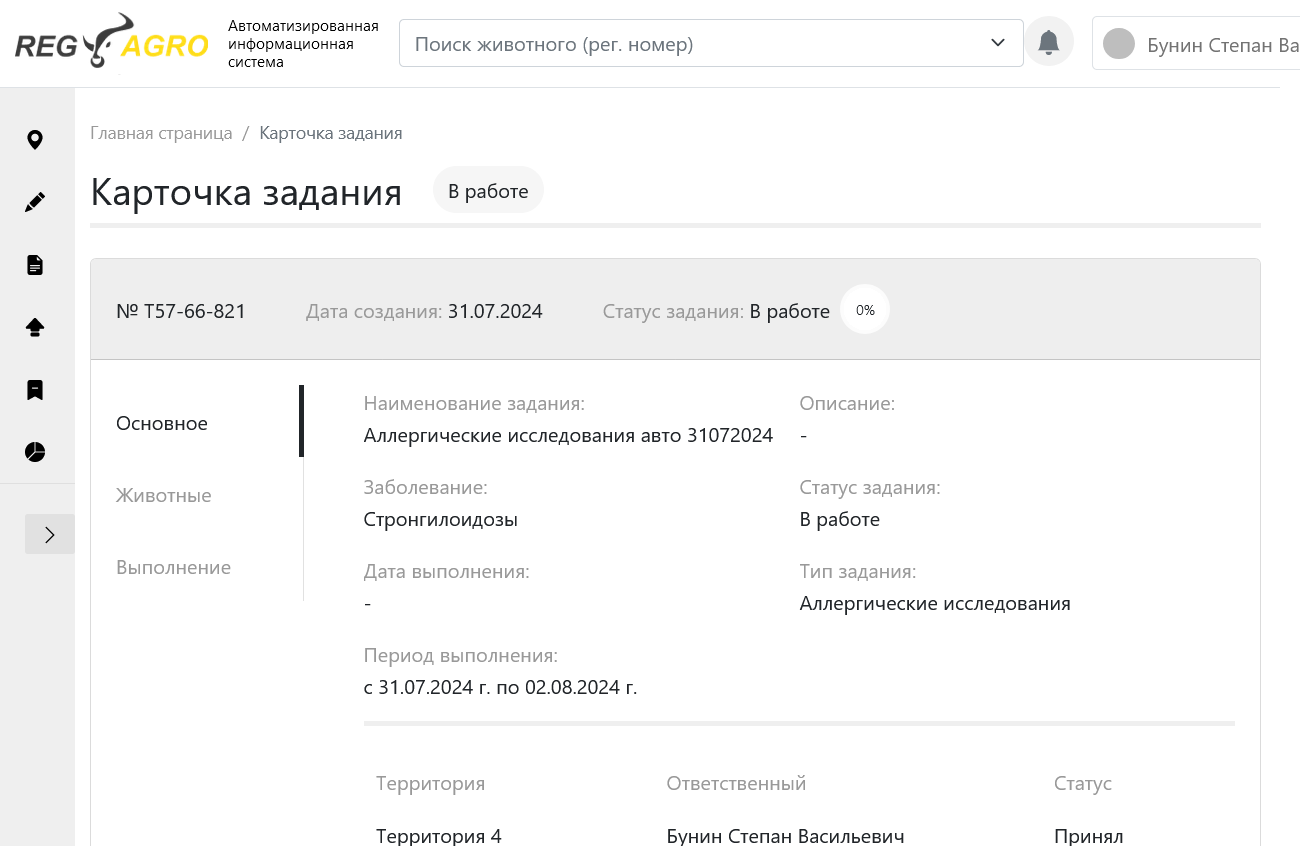 REG AGRO
Автоматизированная
информационная
система
Поиск животного (рег. номер)
Бунин Степан Ва
Главная страница / Карточка задания
Карточка задания
В работе
№ T57-66-821
Дата создания: 31.07.2024
Статус задания: В работе
0%
Основное
Животные
Выполнение
Наименование задания:
Аллергические исследования авто 31072024
Описание:
-
Заболевание:
Стронгилоидозы
Статус задания:
В работе
Дата выполнения:
-
Тип задания:
Аллергические исследования
Период выполнения:
с 31.07.2024 г. по 02.08.2024 г.
Территория Ответственный Статус
Территория 4 Бунин Степан Васильевич Принял